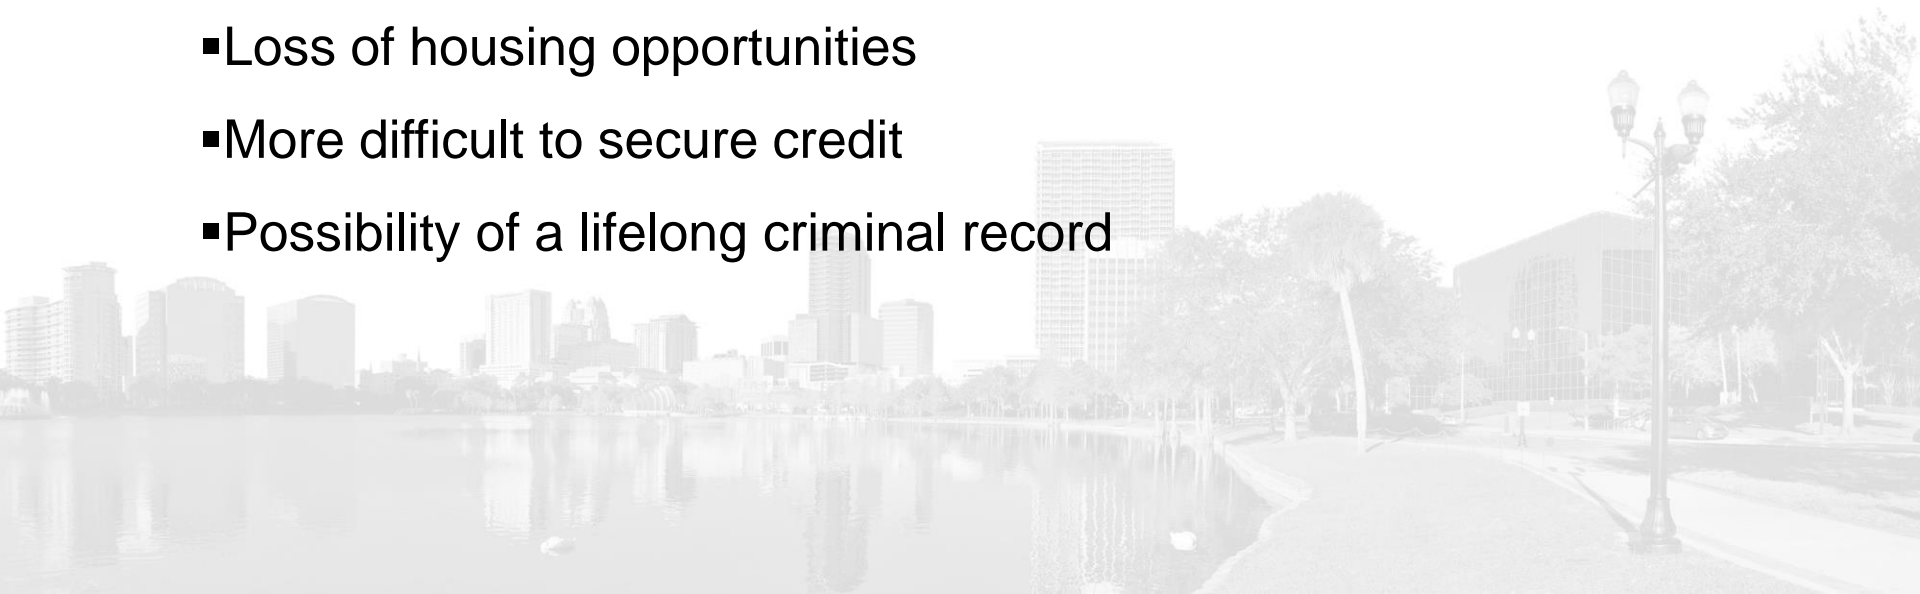 ▪Loss of housing opportunities
▪More difficult to secure credit
▪Possibility of a lifelong criminal record